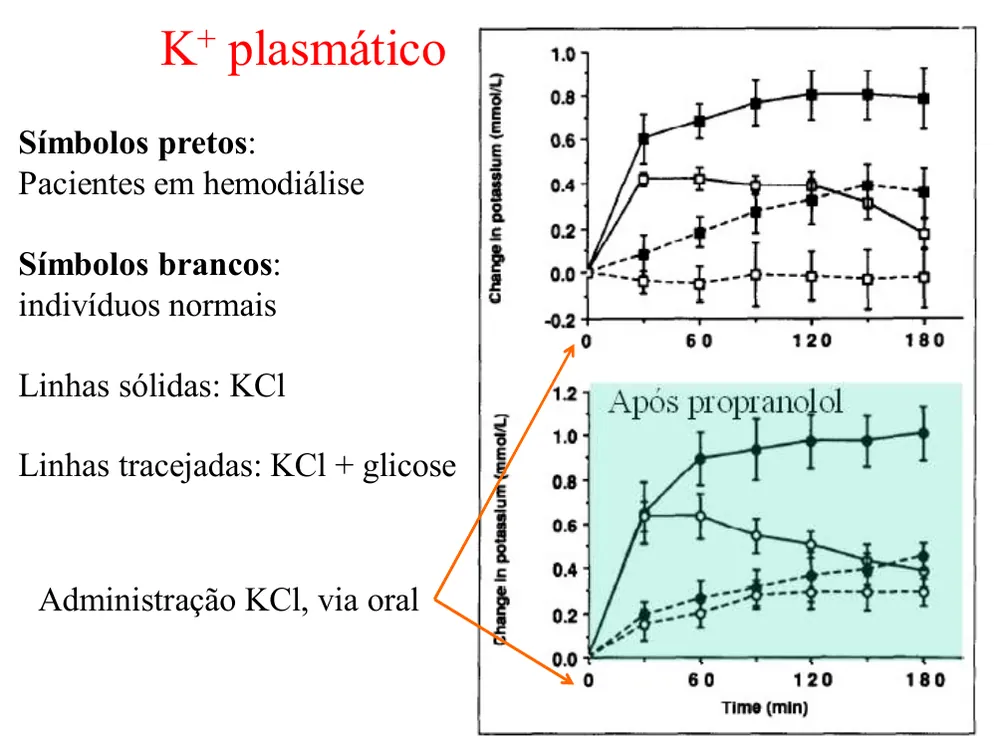 K+ plasmático
Símbolos pretos:
Pacientes em hemodiálise
Símbolos brancos:
indivíduos normais
Linhas sólidas: KCl
Linhas tracejadas: KCl + glicose
Administração KCl, via oral
Change in potassium (mmol/L)
1.0
0.8
0.6
0.4
0.2
0.0
-0.2
0 60 120 180
Após propranolol
Change in potassium (mmol/L)
1.2
1.0
0.8
0.6
0.4
0.2
0.0
0 60 120 180
Time (min)